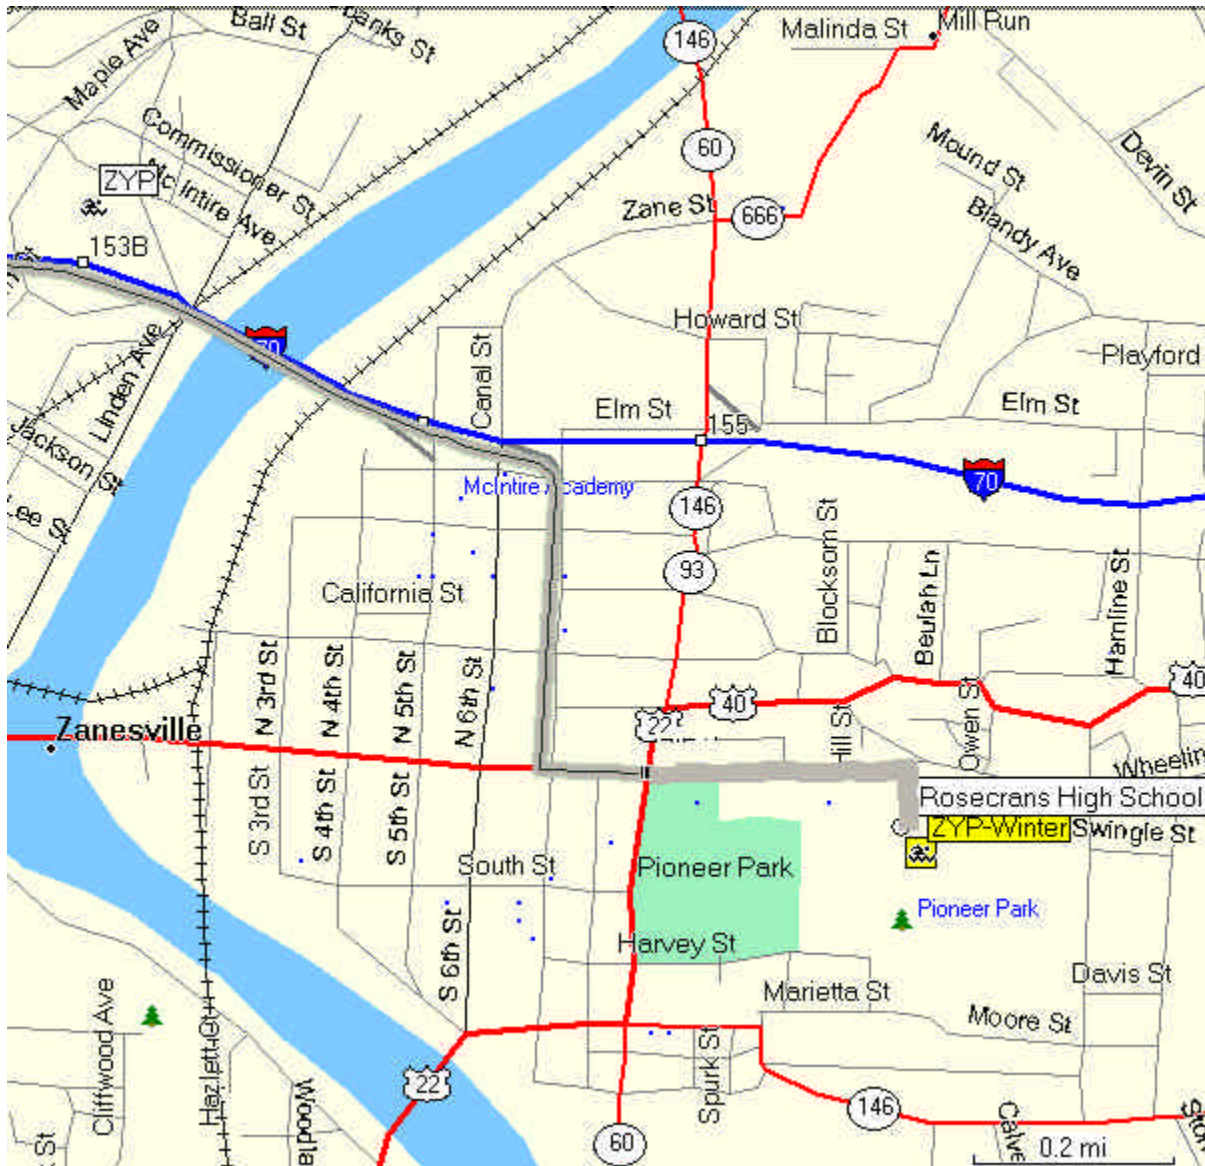 Ball St
banks St
Maple Ave
146
Malinda St
Mill Run
Commissioner St
60
Mound St
Devin St
ZYP
Mc Intire Ave
Zane St
666
Blandy Ave
153B
70
Howard St
Linden Ave
Canal St
Playford
Elm St
155
Elm St
Jackson St
70
McIntire
Lee St
146
California St
93
Blocksom St
Beulah Ln
Hamline St
N 3rd St
N 4th St
N 5th St
N 6th St
40
40
Zanesville
22
Hill St
Owen St
Wheeling
S 3rd St
S 4th St
S 5th St
Rosecrans High School
ZYP-Winter
Swingle St
South St
Pioneer Park
Pioneer Park
S 6th St
Harvey St
Davis St
Marietta St
Moore St
Cliffwood Ave
Hazlett
Spurk St
22
Woodla
146
60
Calve
St
0.2 mi